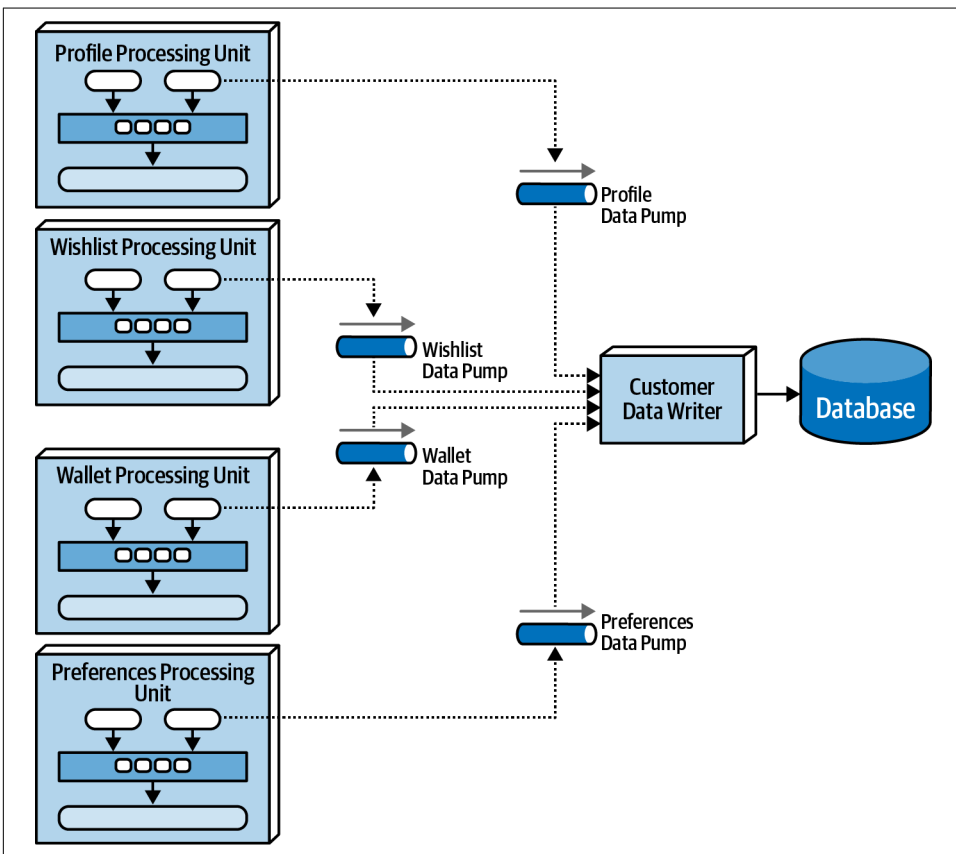 Profile Processing Unit
Profile
Data Pump
Wishlist Processing Unit
Wishlist
Data Pump
Customer
Data Writer
Database
Wallet
Data Pump
Wallet Processing Unit
Preferences
Data Pump
Preferences Processing
Unit